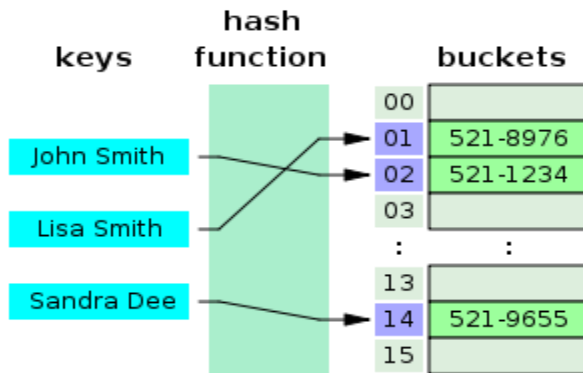 hash
keys function buckets
00
01 521-8976
John Smith 02 521-1234
Lisa Smith 03
: :
13
Sandra Dee 14 521-9655
15